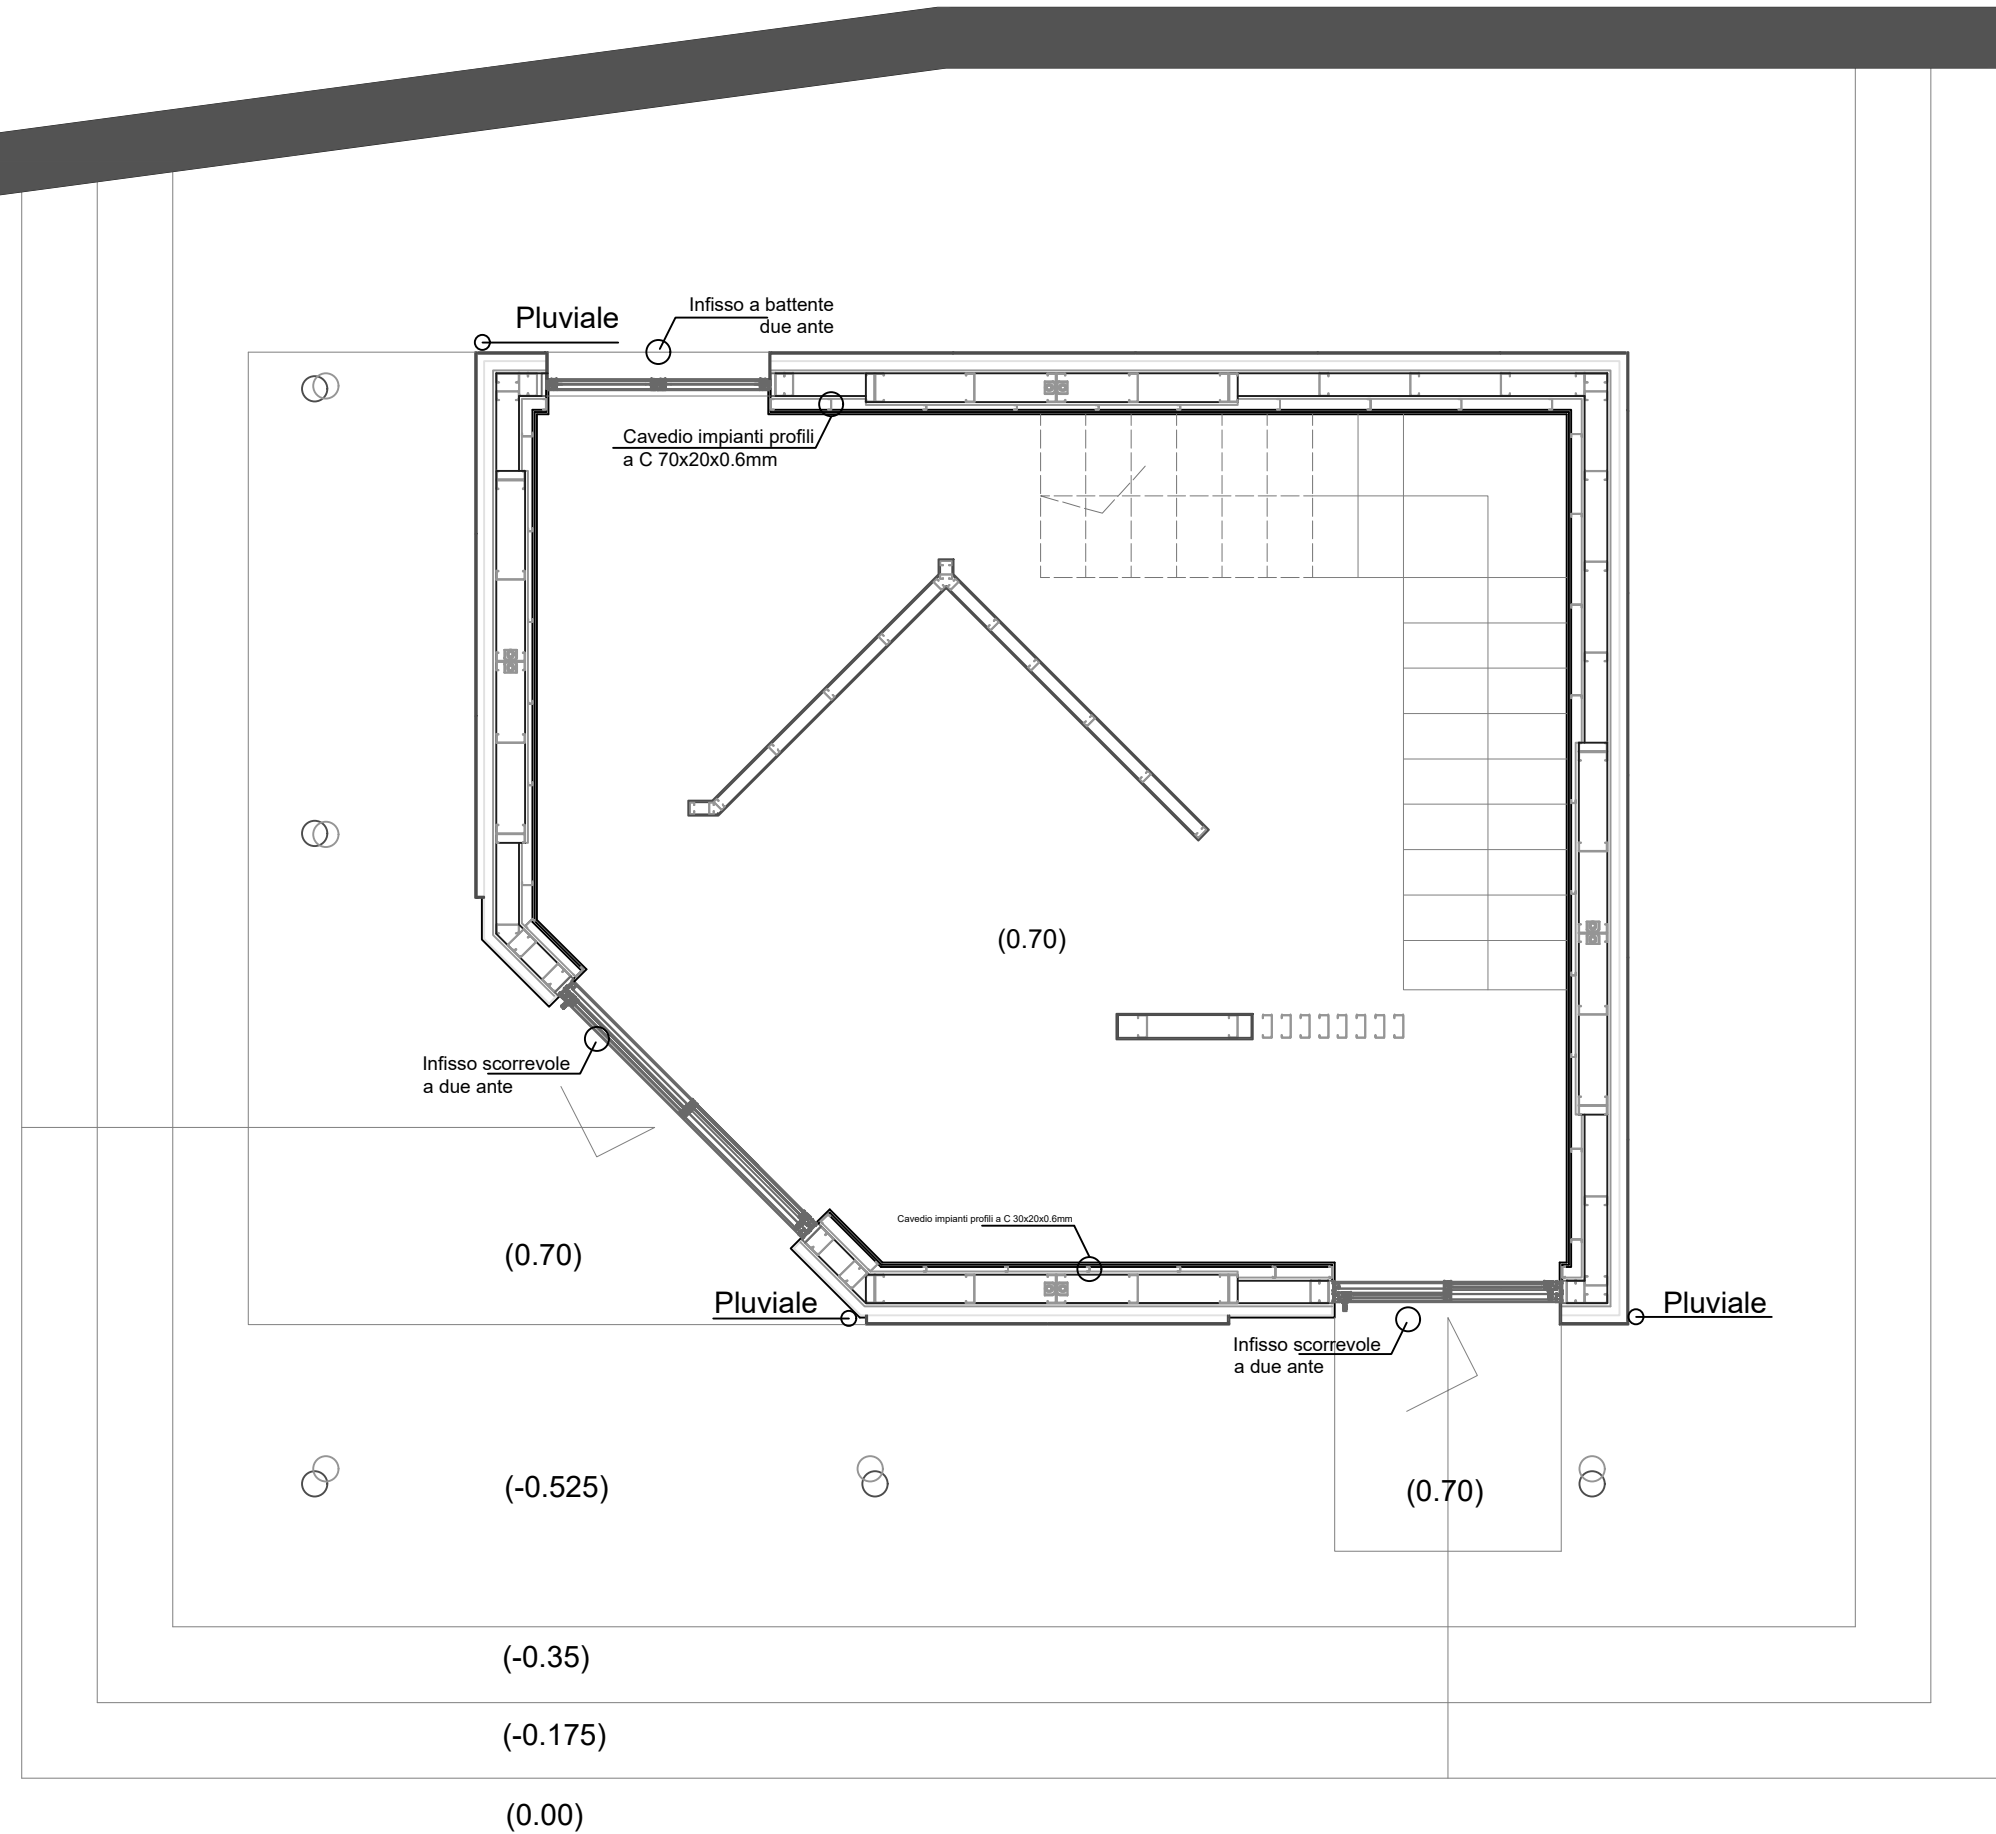 Pluviale
Infisso a battente
due ante
Cavedio impianti profili
a C 70x20x0.6mm
(0.70)
Infisso scorrevole
a due ante
Cavedio impianti profili a C 30x20x0.6mm
(0.70)
Pluviale
Pluviale
Infisso scorrevole
a due ante
(-0.525)
(0.70)
(-0.35)
(-0.175)
(0.00)